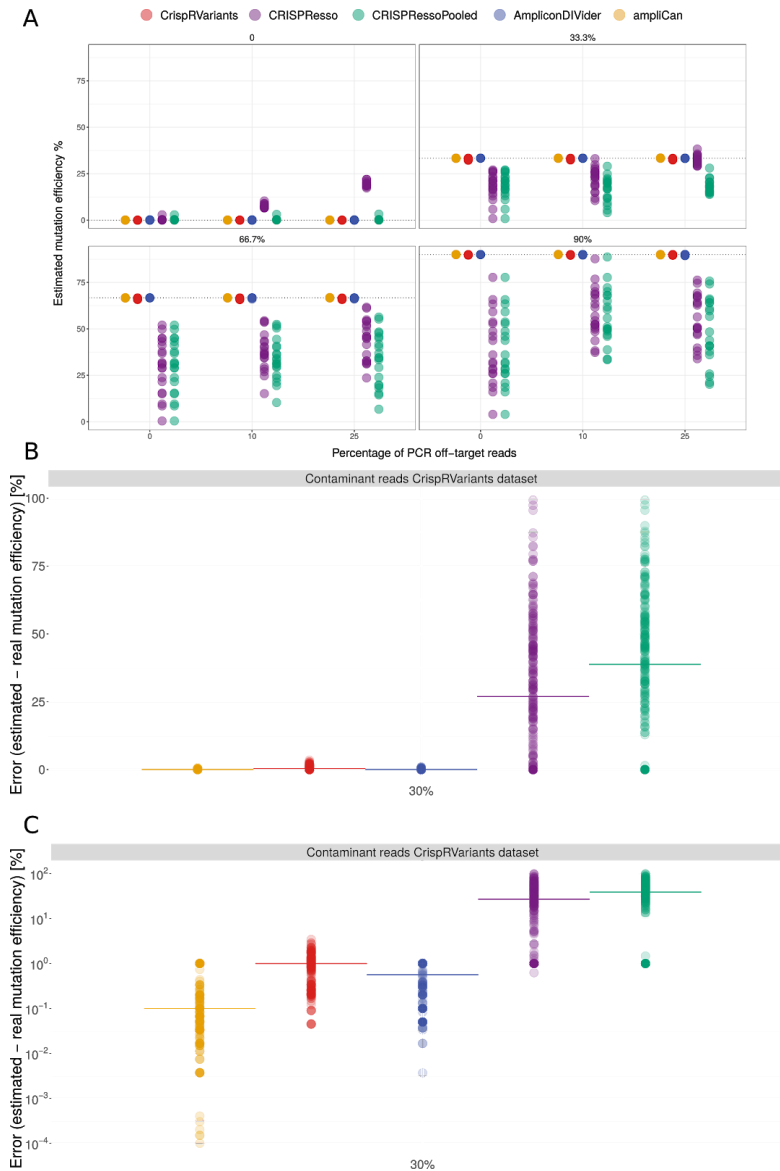 A
CrispRVariants CRISPResso CRISPRessoPooled AmpliconDIVider ampliCan
0 33.3%
Estimated mutation efficiency %
75
50
25
0
66.7% 90%
75
50
25
0
0 10 25 0 10 25
Percentage of PCR off-target reads
B
Contaminant reads CrispRVariants dataset
Error (estimated − real mutation efficiency) [%]
100
75
50
25
0
30%
C
Contaminant reads CrispRVariants dataset
Error (estimated − real mutation efficiency) [%]
10²
10¹
10⁰
10⁻¹
10⁻²
10⁻³
10⁻⁴
30%